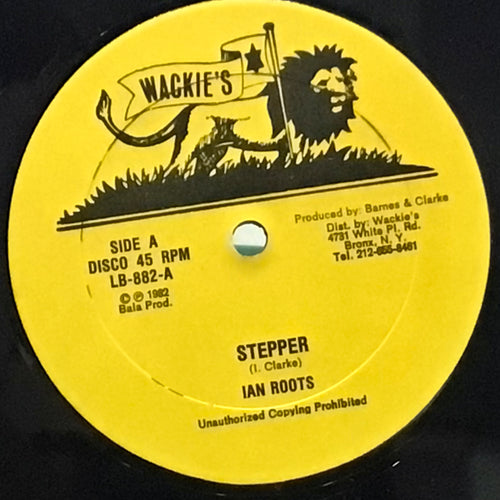 WACKIE'S
SIDE A
DISCO 45 RPM
LB-882-A
© ℗ 1982
Bala Prod.
Produced by: Barnes & Clarke
Dist. by: Wackie's
4731 White Pl. Rd.
Bronx, N. Y.
Tel. 212-655-8461
STEPPER
(I. Clarke)
IAN ROOTS
Unauthorized Copying Prohibited